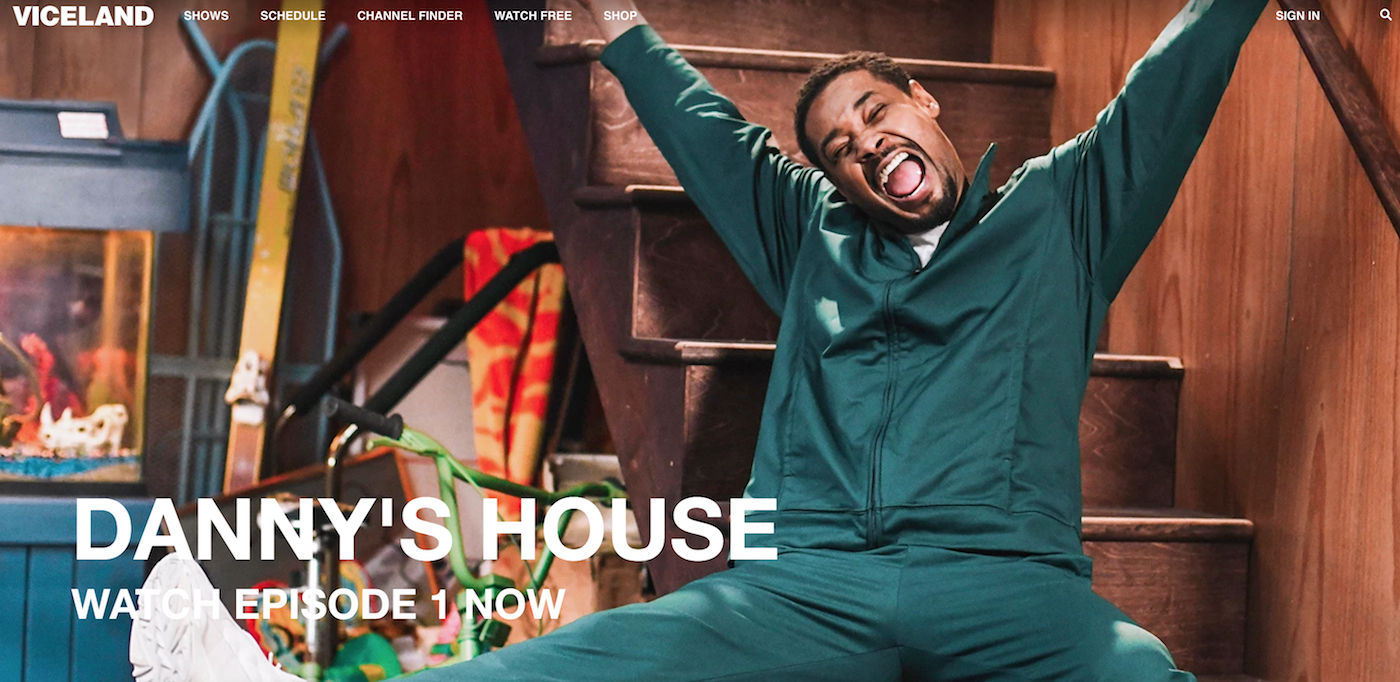 VICELAND
SHOWS
SCHEDULE
CHANNEL FINDER
WATCH FREE
SHOP
SIGN IN
DANNY'S HOUSE
WATCH EPISODE 1 NOW